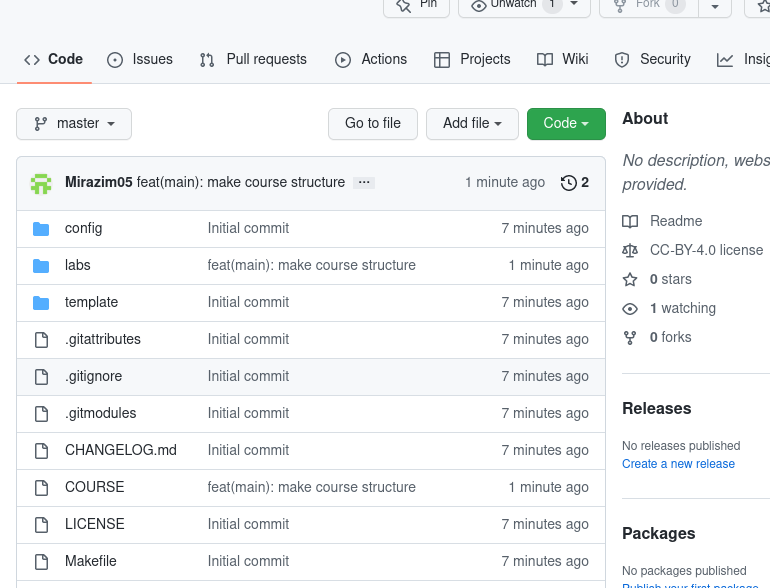 Pin Unwatch 1 Fork 0
Code Issues Pull requests Actions Projects Wiki Security Insig
master Go to file Add file Code
Mirazim05 feat(main): make course structure ... 1 minute ago 2
config Initial commit 7 minutes ago
labs feat(main): make course structure 1 minute ago
template Initial commit 7 minutes ago
.gitattributes Initial commit 7 minutes ago
.gitignore Initial commit 7 minutes ago
.gitmodules Initial commit 7 minutes ago
CHANGELOG.md Initial commit 7 minutes ago
COURSE feat(main): make course structure 1 minute ago
LICENSE Initial commit 7 minutes ago
Makefile Initial commit 7 minutes ago
About
No description, webs
provided.
Readme
CC-BY-4.0 license
0 stars
1 watching
0 forks
Releases
No releases published
Create a new release
Packages
No packages published
Publish your first package